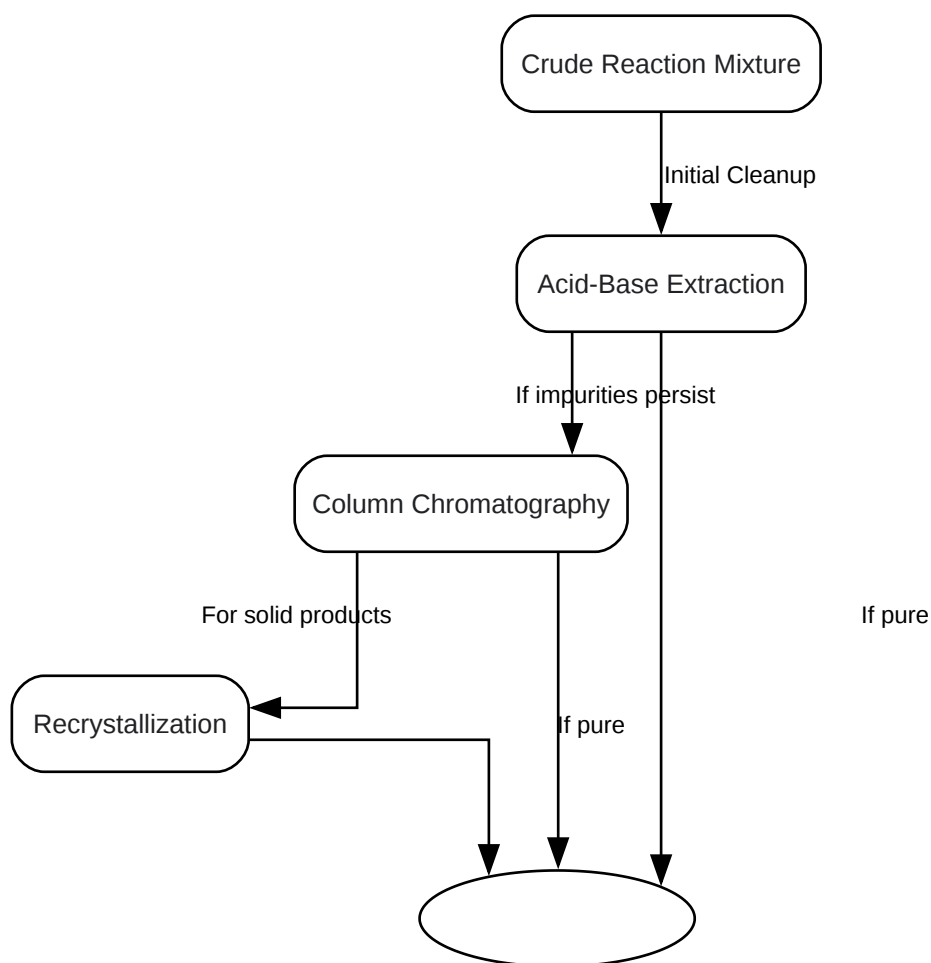 Crude Reaction Mixture
Initial Cleanup
Acid-Base Extraction
If impurities persist
Column Chromatography
For solid products
If pure
Recrystallization
If pure